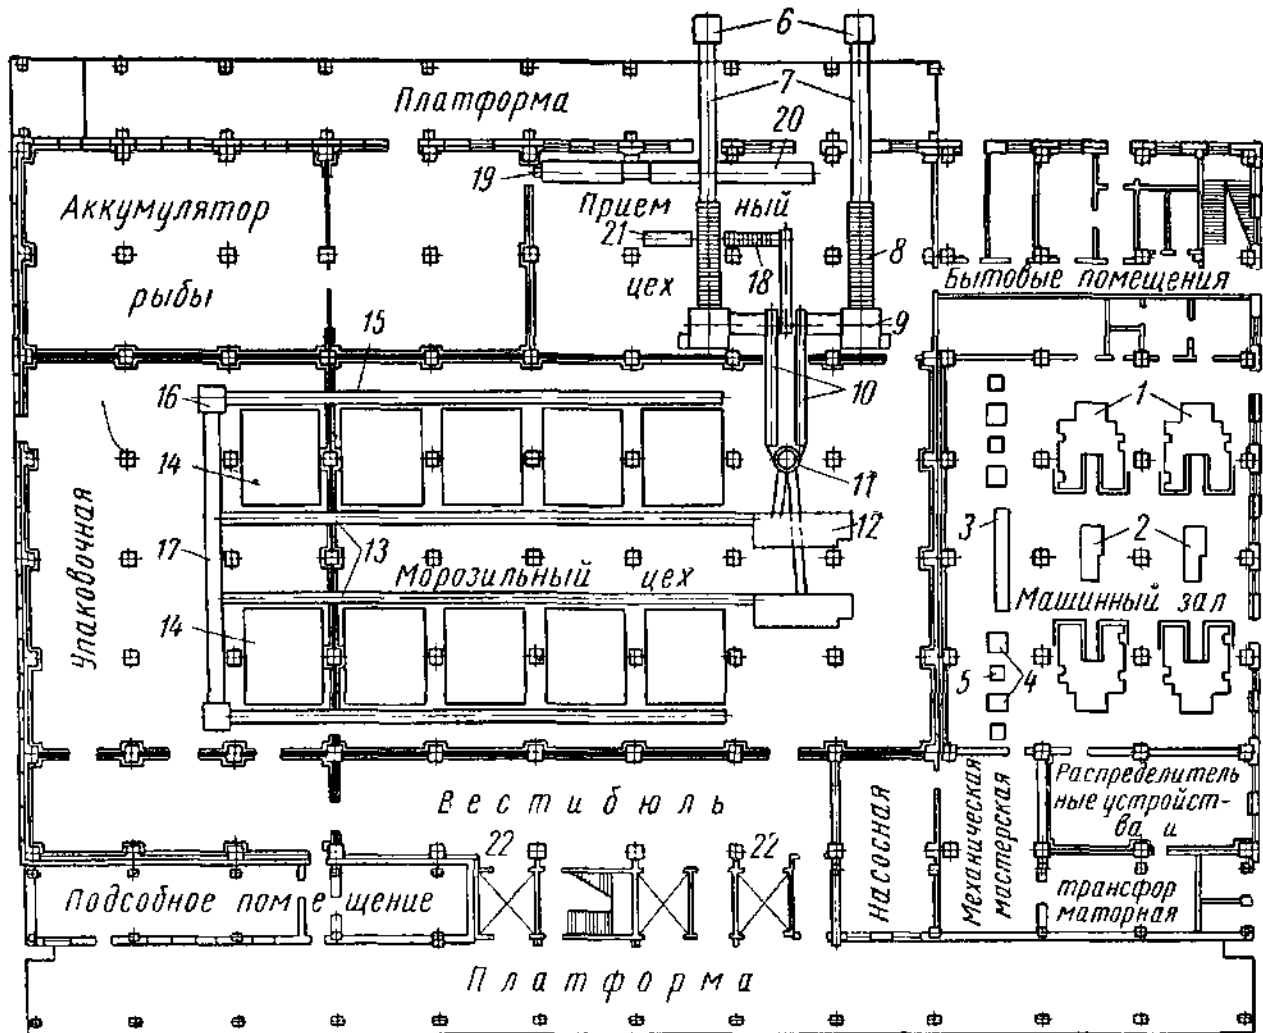 6
Платформа
7
20
19
Аккумулятор
Прием ный
21
18
8
рыбы
цех
Бытовые помещения
15
9
16
10
1
14
11
12
3
2
17
13
Морозильный цех
Упаковочная
Машинный зал
14
5
4
Вестибюль
Насосная
Механическая
мастерская
Распределитель
ные устройст-
ва и
трансфор
маторная
22
22
Подсобное пом е щение
Платформа